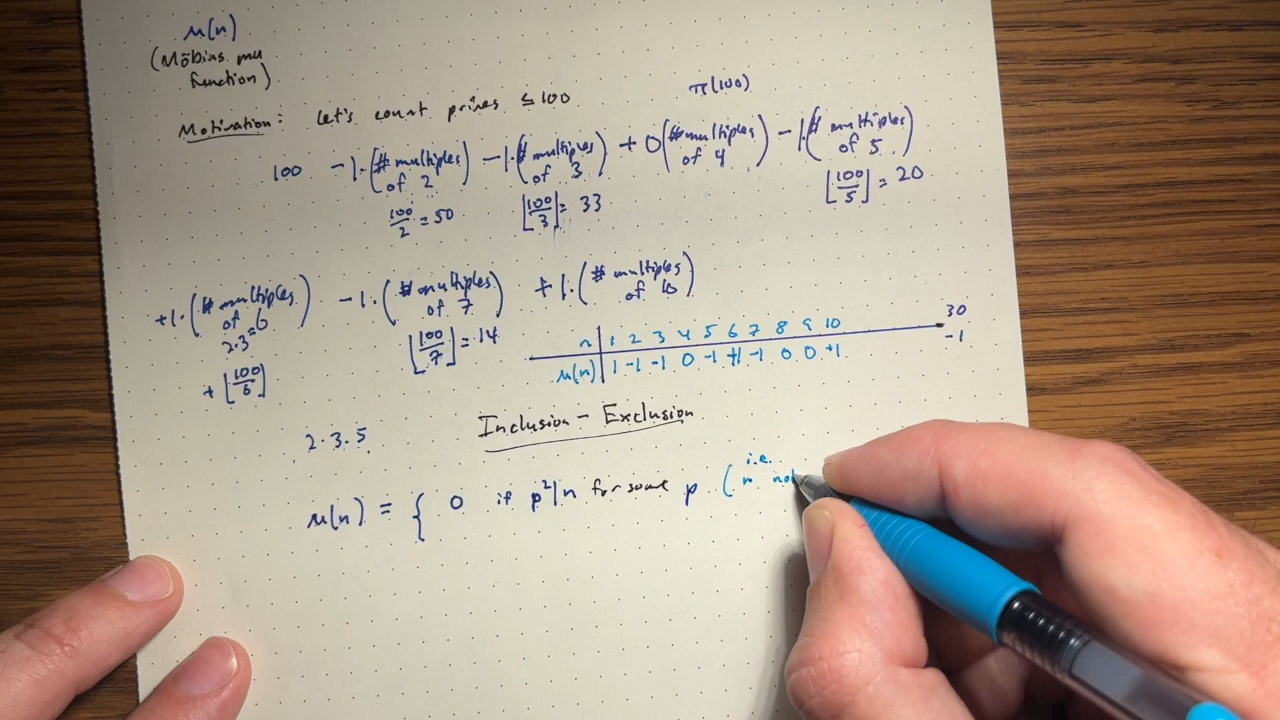 μ(n)
(Möbius mu
function)
Motivation: Let's count primes ≤100 π(100)
100 −1·(# multiples of 2) −1·(# multiples of 3) + 0(# multiples of 4) − 1·(# multiples of 5)
100/2 = 50 ⌊100/3⌋ = 33 ⌊100/5⌋ = 20
+1·(# multiples of 6) −1·(# multiples of 7) +1·(# multiples of 10)
2·3=
+ ⌊100/6⌋ ⌊100/7⌋ = 14
n 1 2 3 4 5 6 7 8 9 10 30
μ(n) 1 −1 −1 0 −1 +1 −1 0 0 +1 −1
Inclusion - Exclusion
2·3·5
μ(n) = { 0 if p²|n for some p (i.e. n not